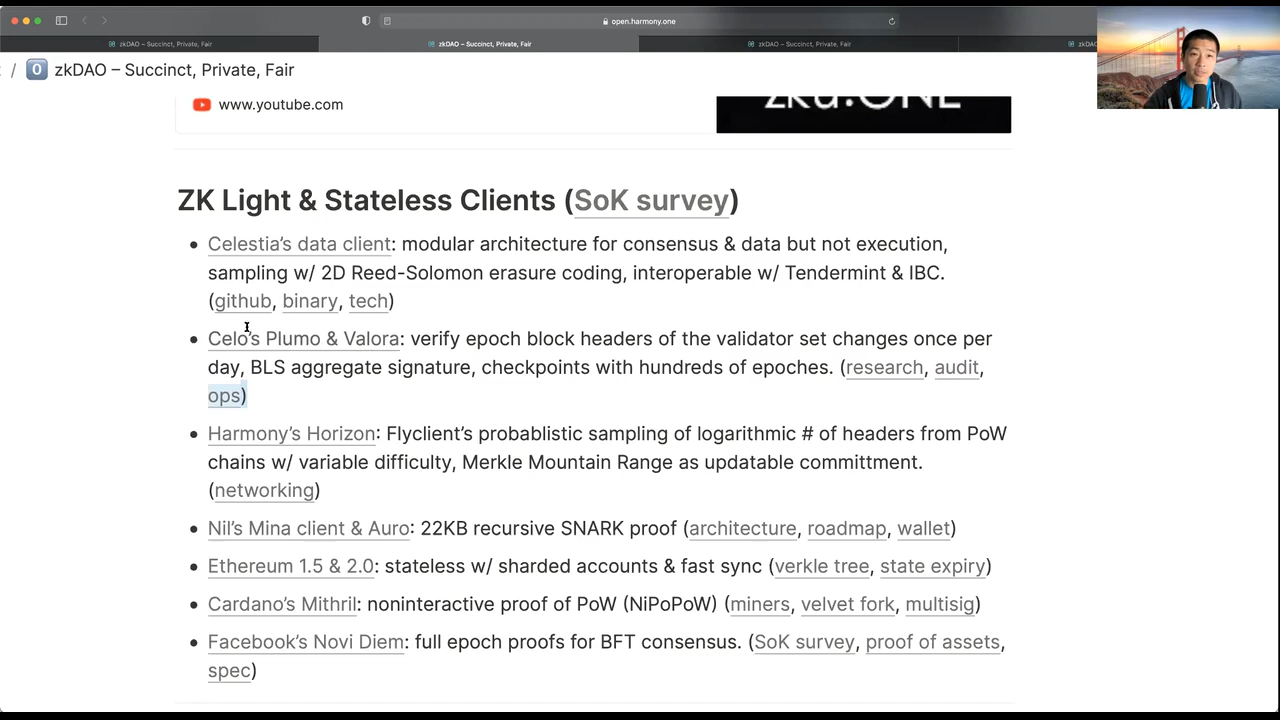 open.harmony.one
zkDAO – Succinct, Private, Fair
zkDAO – Succinct, Private, Fair
zkDAO – Succinct, Private, Fair
/ 0 zkDAO – Succinct, Private, Fair
www.youtube.com
zku.ONE
ZK Light & Stateless Clients (SoK survey)
• Celestia’s data client: modular architecture for consensus & data but not execution,
sampling w/ 2D Reed-Solomon erasure coding, interoperable w/ Tendermint & IBC.
(github, binary, tech)
• Celo’s Plumo & Valora: verify epoch block headers of the validator set changes once per
day, BLS aggregate signature, checkpoints with hundreds of epoches. (research, audit,
ops)
• Harmony’s Horizon: Flyclient’s probablistic sampling of logarithmic # of headers from PoW
chains w/ variable difficulty, Merkle Mountain Range as updatable committment.
(networking)
• Nil’s Mina client & Auro: 22KB recursive SNARK proof (architecture, roadmap, wallet)
• Ethereum 1.5 & 2.0: stateless w/ sharded accounts & fast sync (verkle tree, state expiry)
• Cardano’s Mithril: noninteractive proof of PoW (NiPoPoW) (miners, velvet fork, multisig)
• Facebook’s Novi Diem: full epoch proofs for BFT consensus. (SoK survey, proof of assets,
spec)